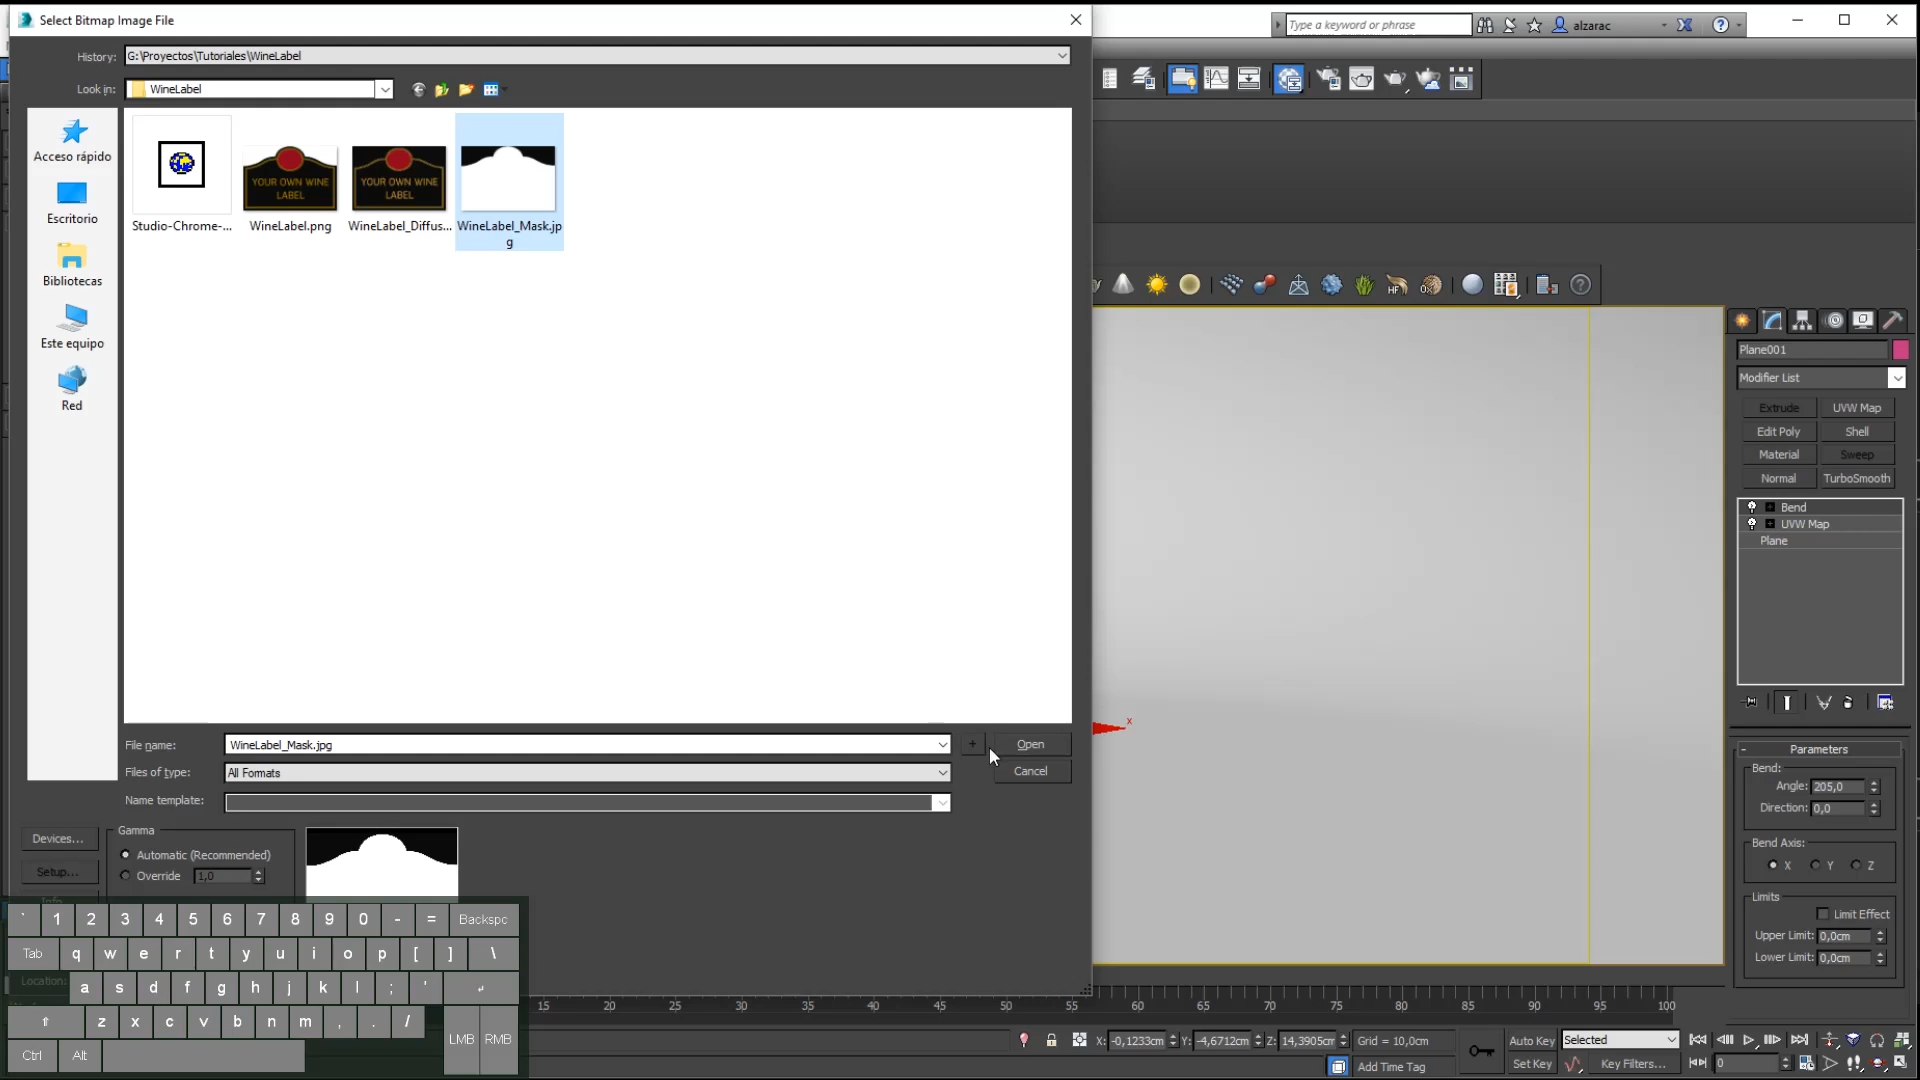 Select Bitmap Image File
History: G:\Proyectos\Tutoriales\WineLabel
Look in: WineLabel
Acceso rápido
Escritorio
Bibliotecas
Este equipo
Red
YOUR OWN WINE
LABEL
YOUR OWN WINE
LABEL
Studio-Chrome-...
WineLabel.png
WineLabel_Diffus...
WineLabel_Mask.jp
g
File name: WineLabel_Mask.jpg
+
Open
Files of type: All Formats
Cancel
Name template:
Devices...
Setup...
Gamma
Automatic (Recommended)
Override 1,0
` 1 2 3 4 5 6 7 8 9 0 - = Backspc
Tab q w e r t y u i o p [ ] \
Location:
a s d f g h j k l ; '
z x c v b n m , . /
LMB RMB
Ctrl Alt
Type a keyword or phrase
alzarac
?
HF
x
Plane001
Modifier List
Extrude UVW Map
Edit Poly Shell
Material Sweep
Normal TurboSmooth
Bend
UVW Map
Plane
- Parameters
Bend:
Angle: 205,0
Direction: 0,0
Bend Axis:
X Y Z
Limits
Limit Effect
Upper Limit: 0,0cm
Lower Limit: 0,0cm
15 20 25 30 35 40 45 50 55 60 65 70 75 80 85 90 95 100
X: -0,1233cm Y: -4,6712cm Z: 14,3905cm Grid = 10,0cm
Auto Key Selected
Add Time Tag
Set Key Key Filters... 0